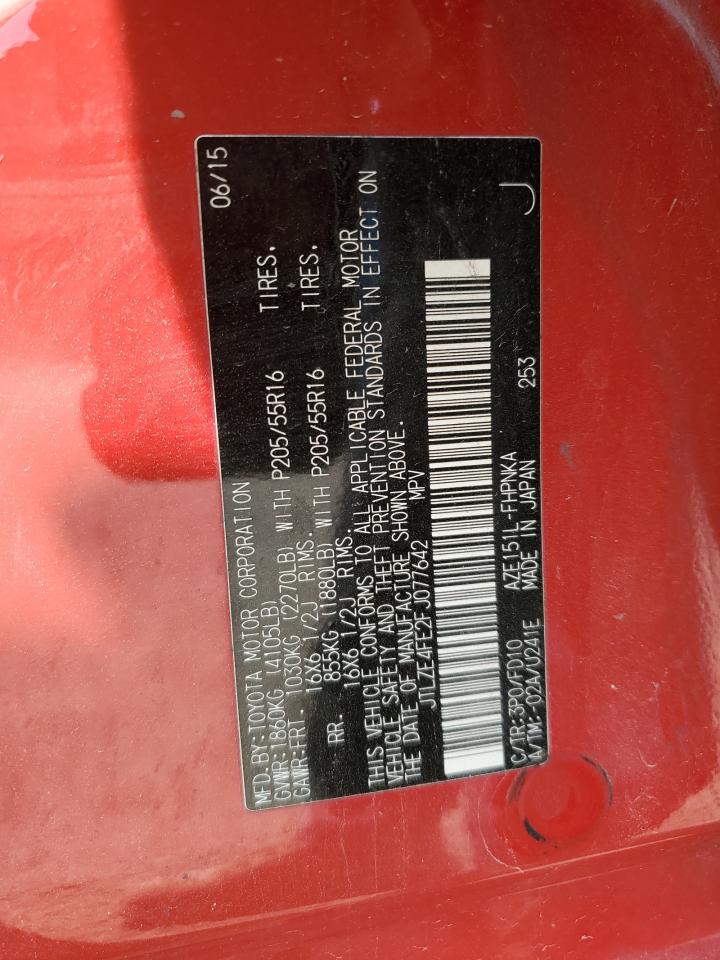 MFD.BY:TOYOTA MOTOR CORPORATION 06/15
GVWR:1860KG (4105LB)
GAWR:FRT. 1030KG (2270LB) WITH P205/55R16 TIRES.
16X6 1/2J RIMS.
RR. 855KG (1880LB) WITH P205/55R16 TIRES.
16X6 1/2J RIMS.
THIS VEHICLE CONFORMS TO ALL APPLICABLE FEDERAL MOTOR
VEHICLE SAFETY AND THEFT PREVENTION STANDARDS IN EFFECT ON
THE DATE OF MANUFACTURE SHOWN ABOVE.
JTLZE4FE2FJ077642 MPV
C/TR:3P0/FD10 AZE151L-FHPNKA 253 J
A/TM:-02A/U241E MADE IN JAPAN